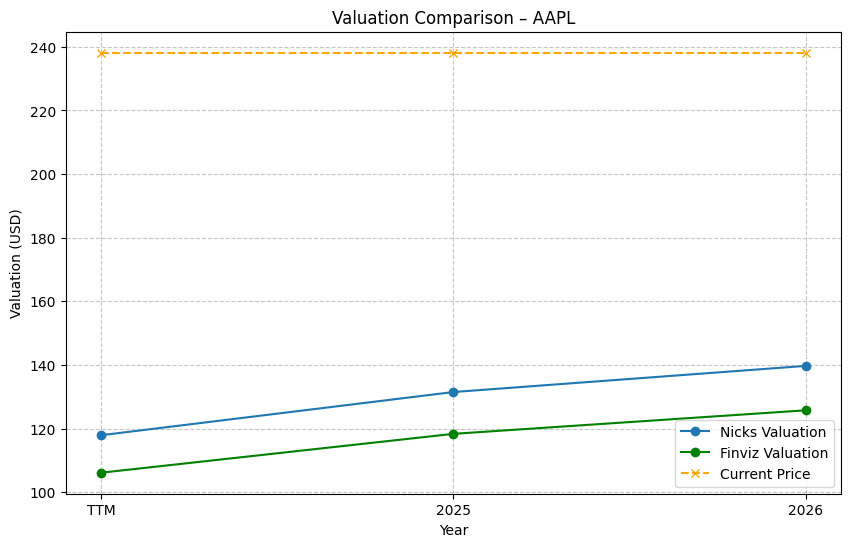 Valuation Comparison – AAPL
Valuation (USD)
240
220
200
180
160
140
120
100
TTM
2025
2026
Year
Nicks Valuation
Finviz Valuation
Current Price